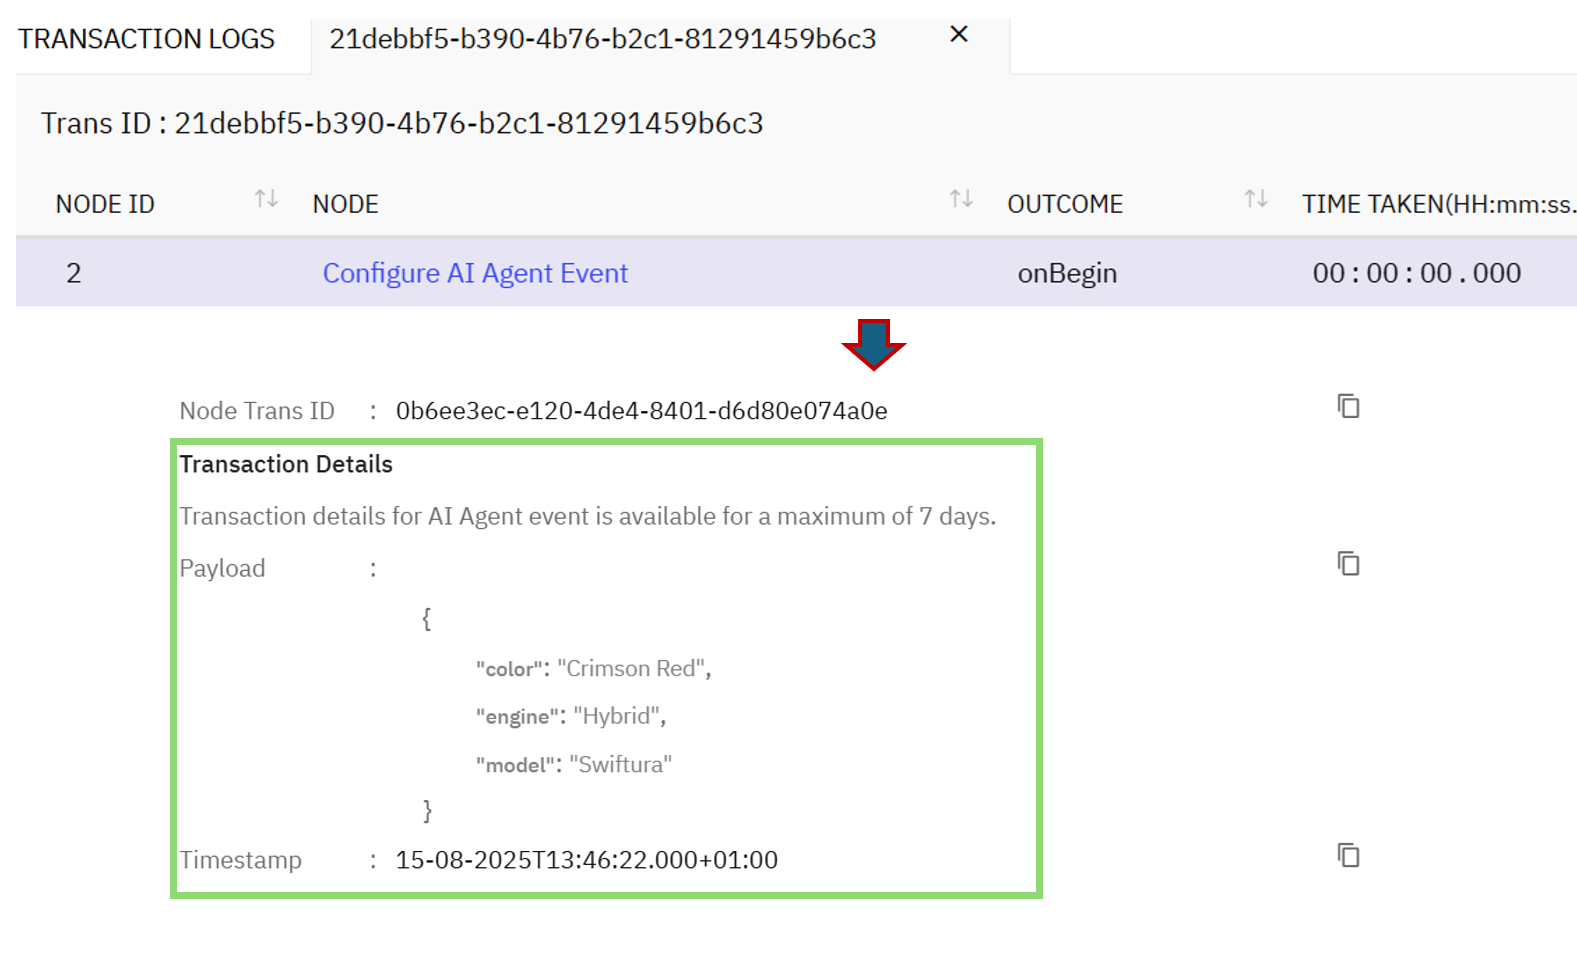 TRANSACTION LOGS 21debbf5-b390-4b76-b2c1-81291459b6c3 ×
Trans ID : 21debbf5-b390-4b76-b2c1-81291459b6c3
NODE ID NODE OUTCOME TIME TAKEN(HH:mm:ss.
2 Configure AI Agent Event onBegin 00 : 00 : 00 . 000
Node Trans ID : 0b6ee3ec-e120-4de4-8401-d6d80e074a0e
Transaction Details
Transaction details for AI Agent event is available for a maximum of 7 days.
Payload :
{
"color": "Crimson Red",
"engine": "Hybrid",
"model": "Swiftura"
}
Timestamp : 15-08-2025T13:46:22.000+01:00